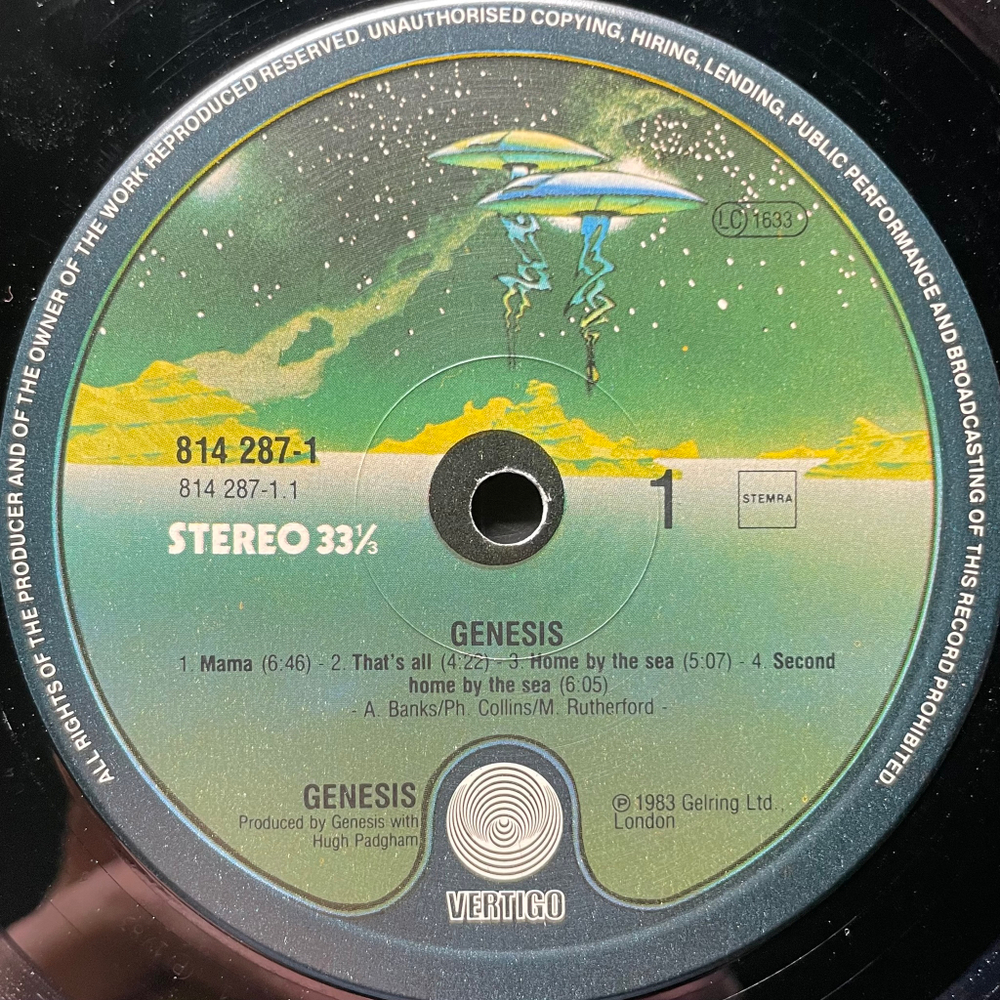 ALL RIGHTS OF THE PRODUCER AND OF THE OWNER OF THE WORK REPRODUCED RESERVED. UNAUTHORISED COPYING, HIRING, LENDING, PUBLIC PERFORMANCE AND BROADCASTING OF THIS RECORD PROHIBITED.
LC 1633
814 287-1
814 287-1.1
1
STEMRA
STEREO 33⅓
GENESIS
1. Mama (6:46) - 2. That's all (4:22) - 3. Home by the sea (5:07) - 4. Second
home by the sea (6:05)
- A. Banks/Ph. Collins/M. Rutherford -
GENESIS
Produced by Genesis with
Hugh Padgham
℗ 1983 Gelring Ltd.,
London
VERTIGO